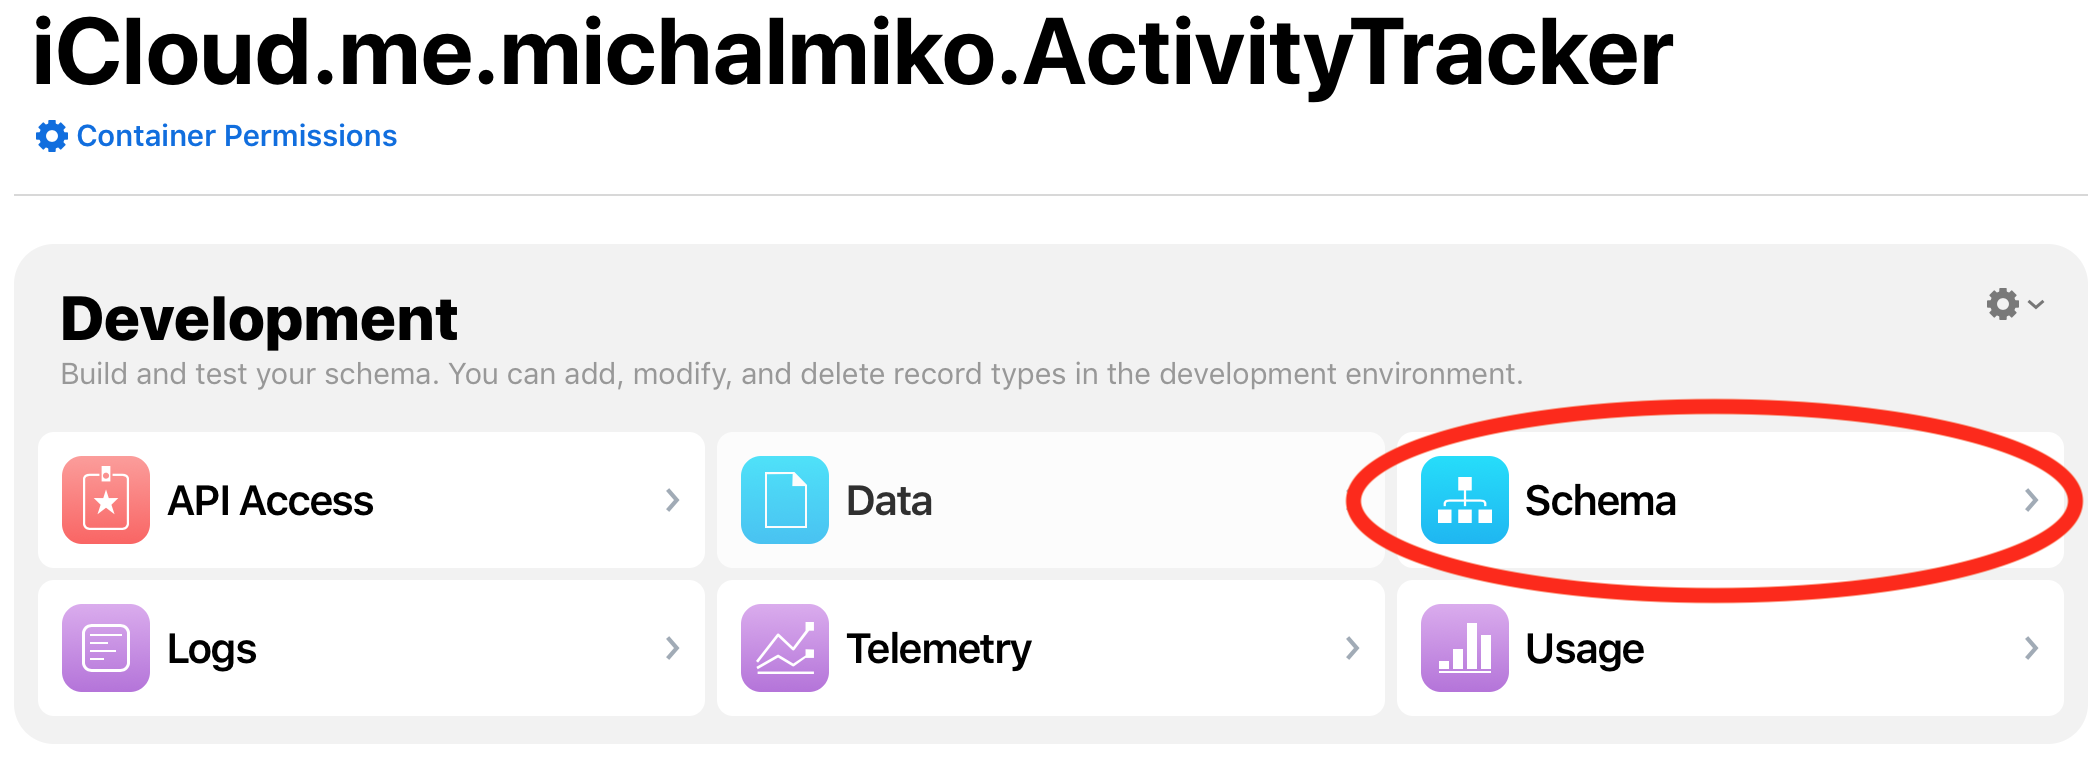 iCloud.me.michalmiko.ActivityTracker
Container Permissions
Development
Build and test your schema. You can add, modify, and delete record types in the development environment.
API Access
Data
Schema
Logs
Telemetry
Usage